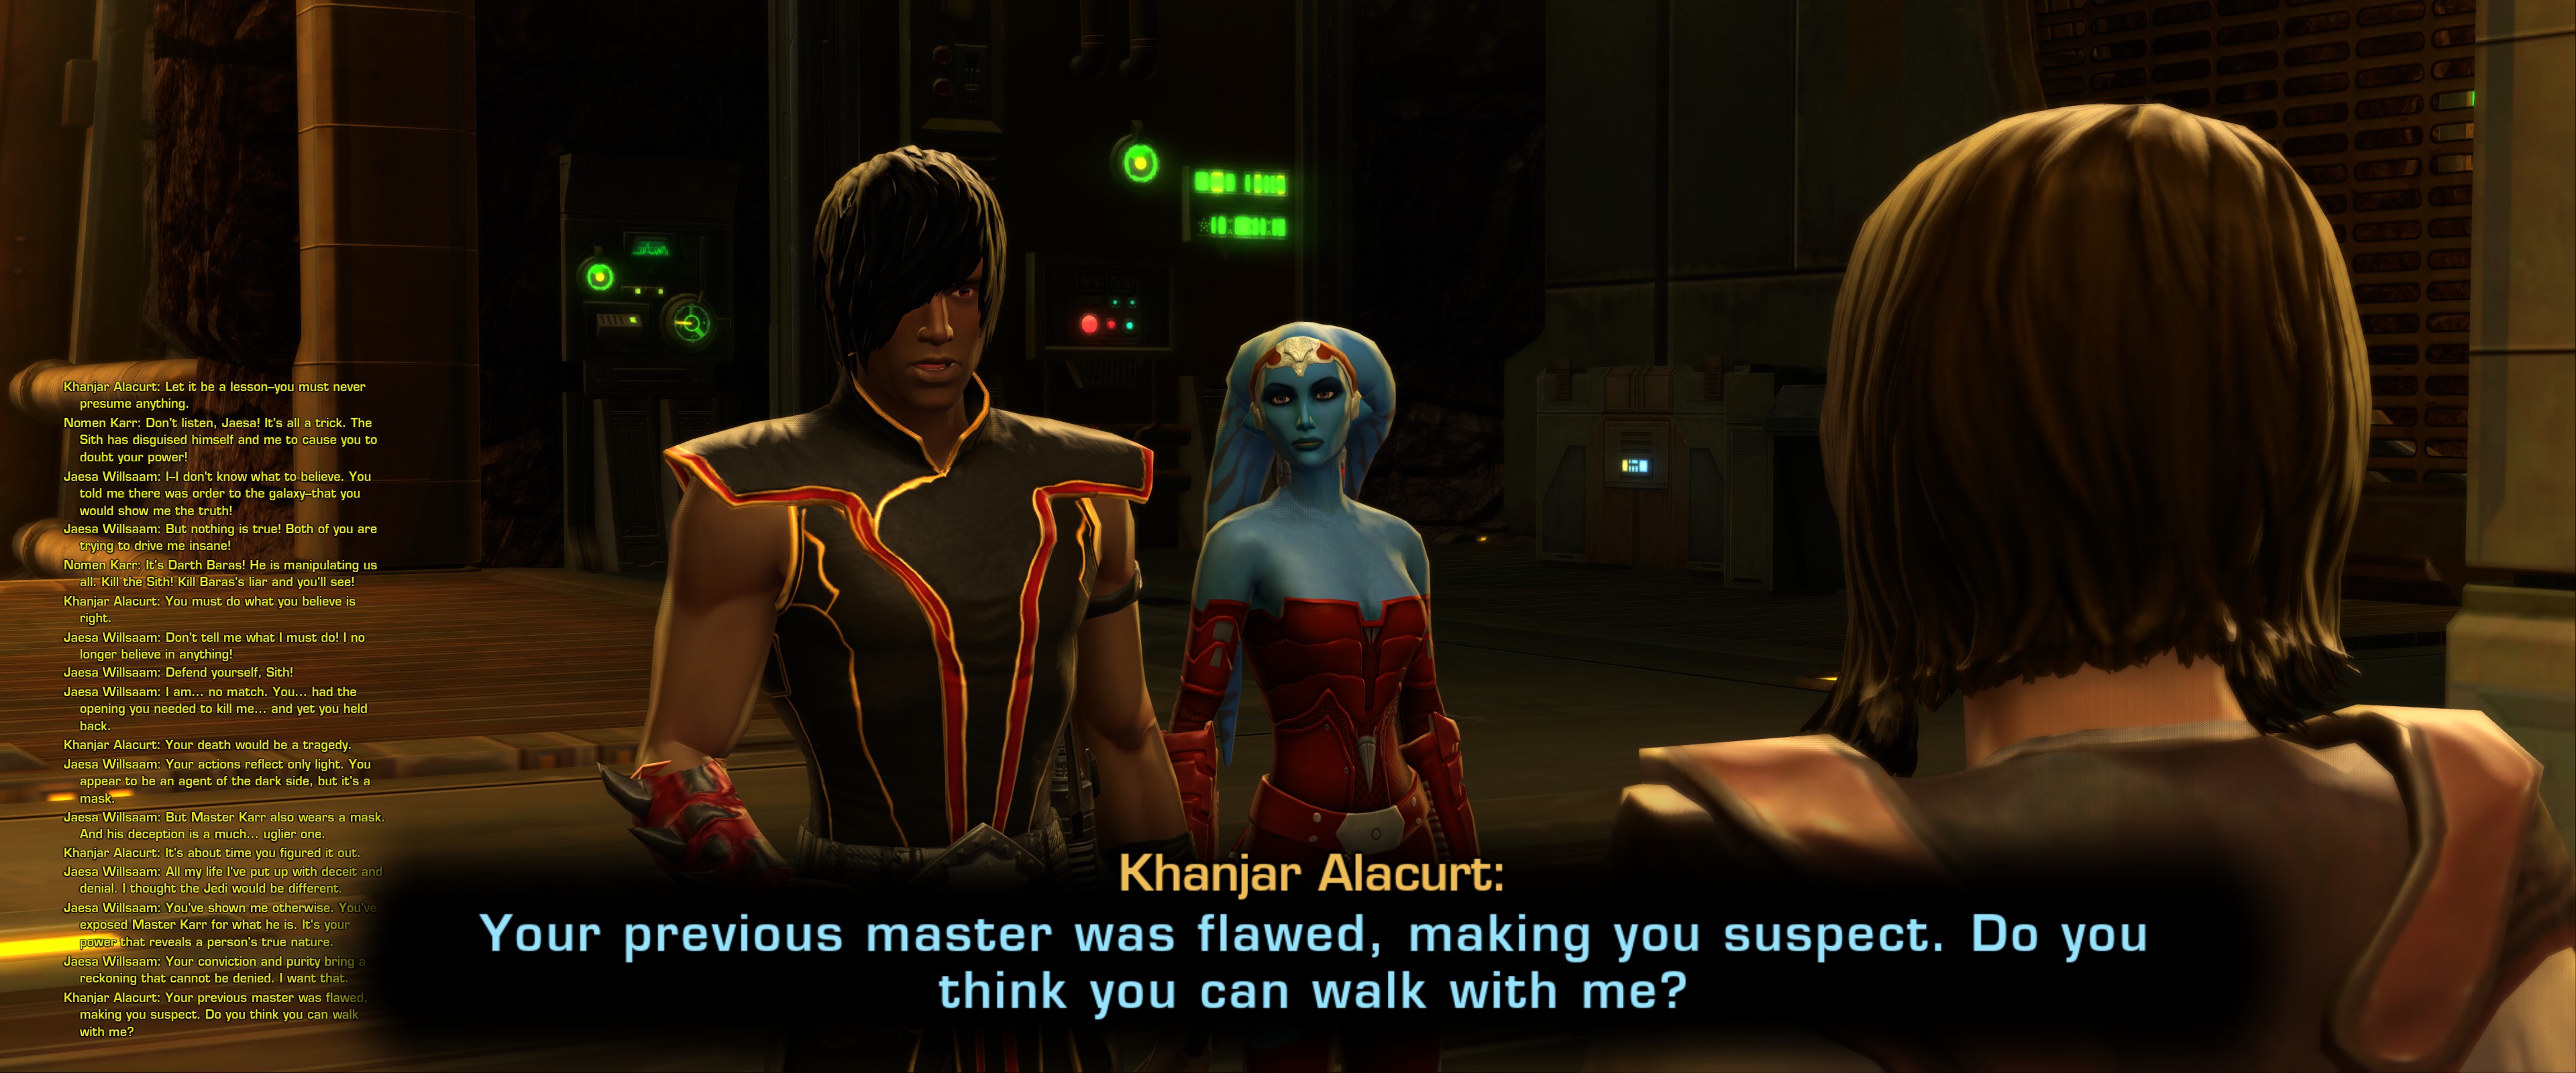 Khanjar Alacurt: Let it be a lesson–you must never
presume anything.
Nomen Karr: Don't listen, Jaesa! It's all a trick. The
Sith has disguised himself and me to cause you to
doubt your power!
Jaesa Willsaam: I–I don't know what to believe. You
told me there was order to the galaxy–that you
would show me the truth!
Jaesa Willsaam: But nothing is true! Both of you are
trying to drive me insane!
Nomen Karr: It's Darth Baras! He is manipulating us
all. Kill the Sith! Kill Baras's liar and you'll see!
Khanjar Alacurt: You must do what you believe is
right.
Jaesa Willsaam: Don't tell me what I must do! I no
longer believe in anything!
Jaesa Willsaam: Defend yourself, Sith!
Jaesa Willsaam: I am... no match. You... had the
opening you needed to kill me... and yet you held
back.
Khanjar Alacurt: Your death would be a tragedy.
Jaesa Willsaam: Your actions reflect only light. You
appear to be an agent of the dark side, but it's a
mask.
Jaesa Willsaam: But Master Karr also wears a mask.
And his deception is a much... uglier one.
Khanjar Alacurt: It's about time you figured it out.
Jaesa Willsaam: All my life I've put up with deceit and
denial. I thought the Jedi would be different.
Jaesa Willsaam: You've shown me otherwise. You've
exposed Master Karr for what he is. It's your
power that reveals a person's true nature.
Jaesa Willsaam: Your conviction and purity bring a
reckoning that cannot be denied. I want that.
Khanjar Alacurt: Your previous master was flawed,
making you suspect. Do you think you can walk
with me?
Khanjar Alacurt:
Your previous master was flawed, making you suspect. Do you
think you can walk with me?